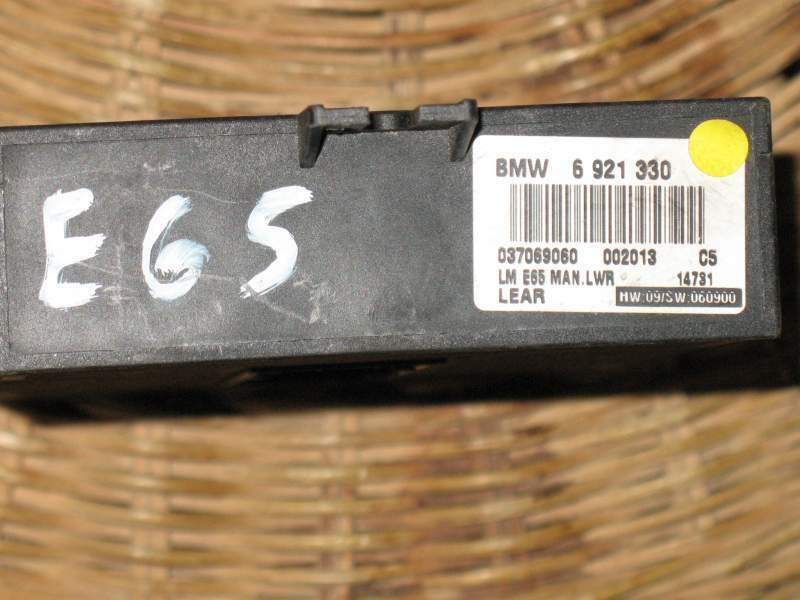 E65
BMW 6 921 330
037069060 002013 C5
LM E65 MAN.LWR 14731
LEAR HW:09/SW:060900